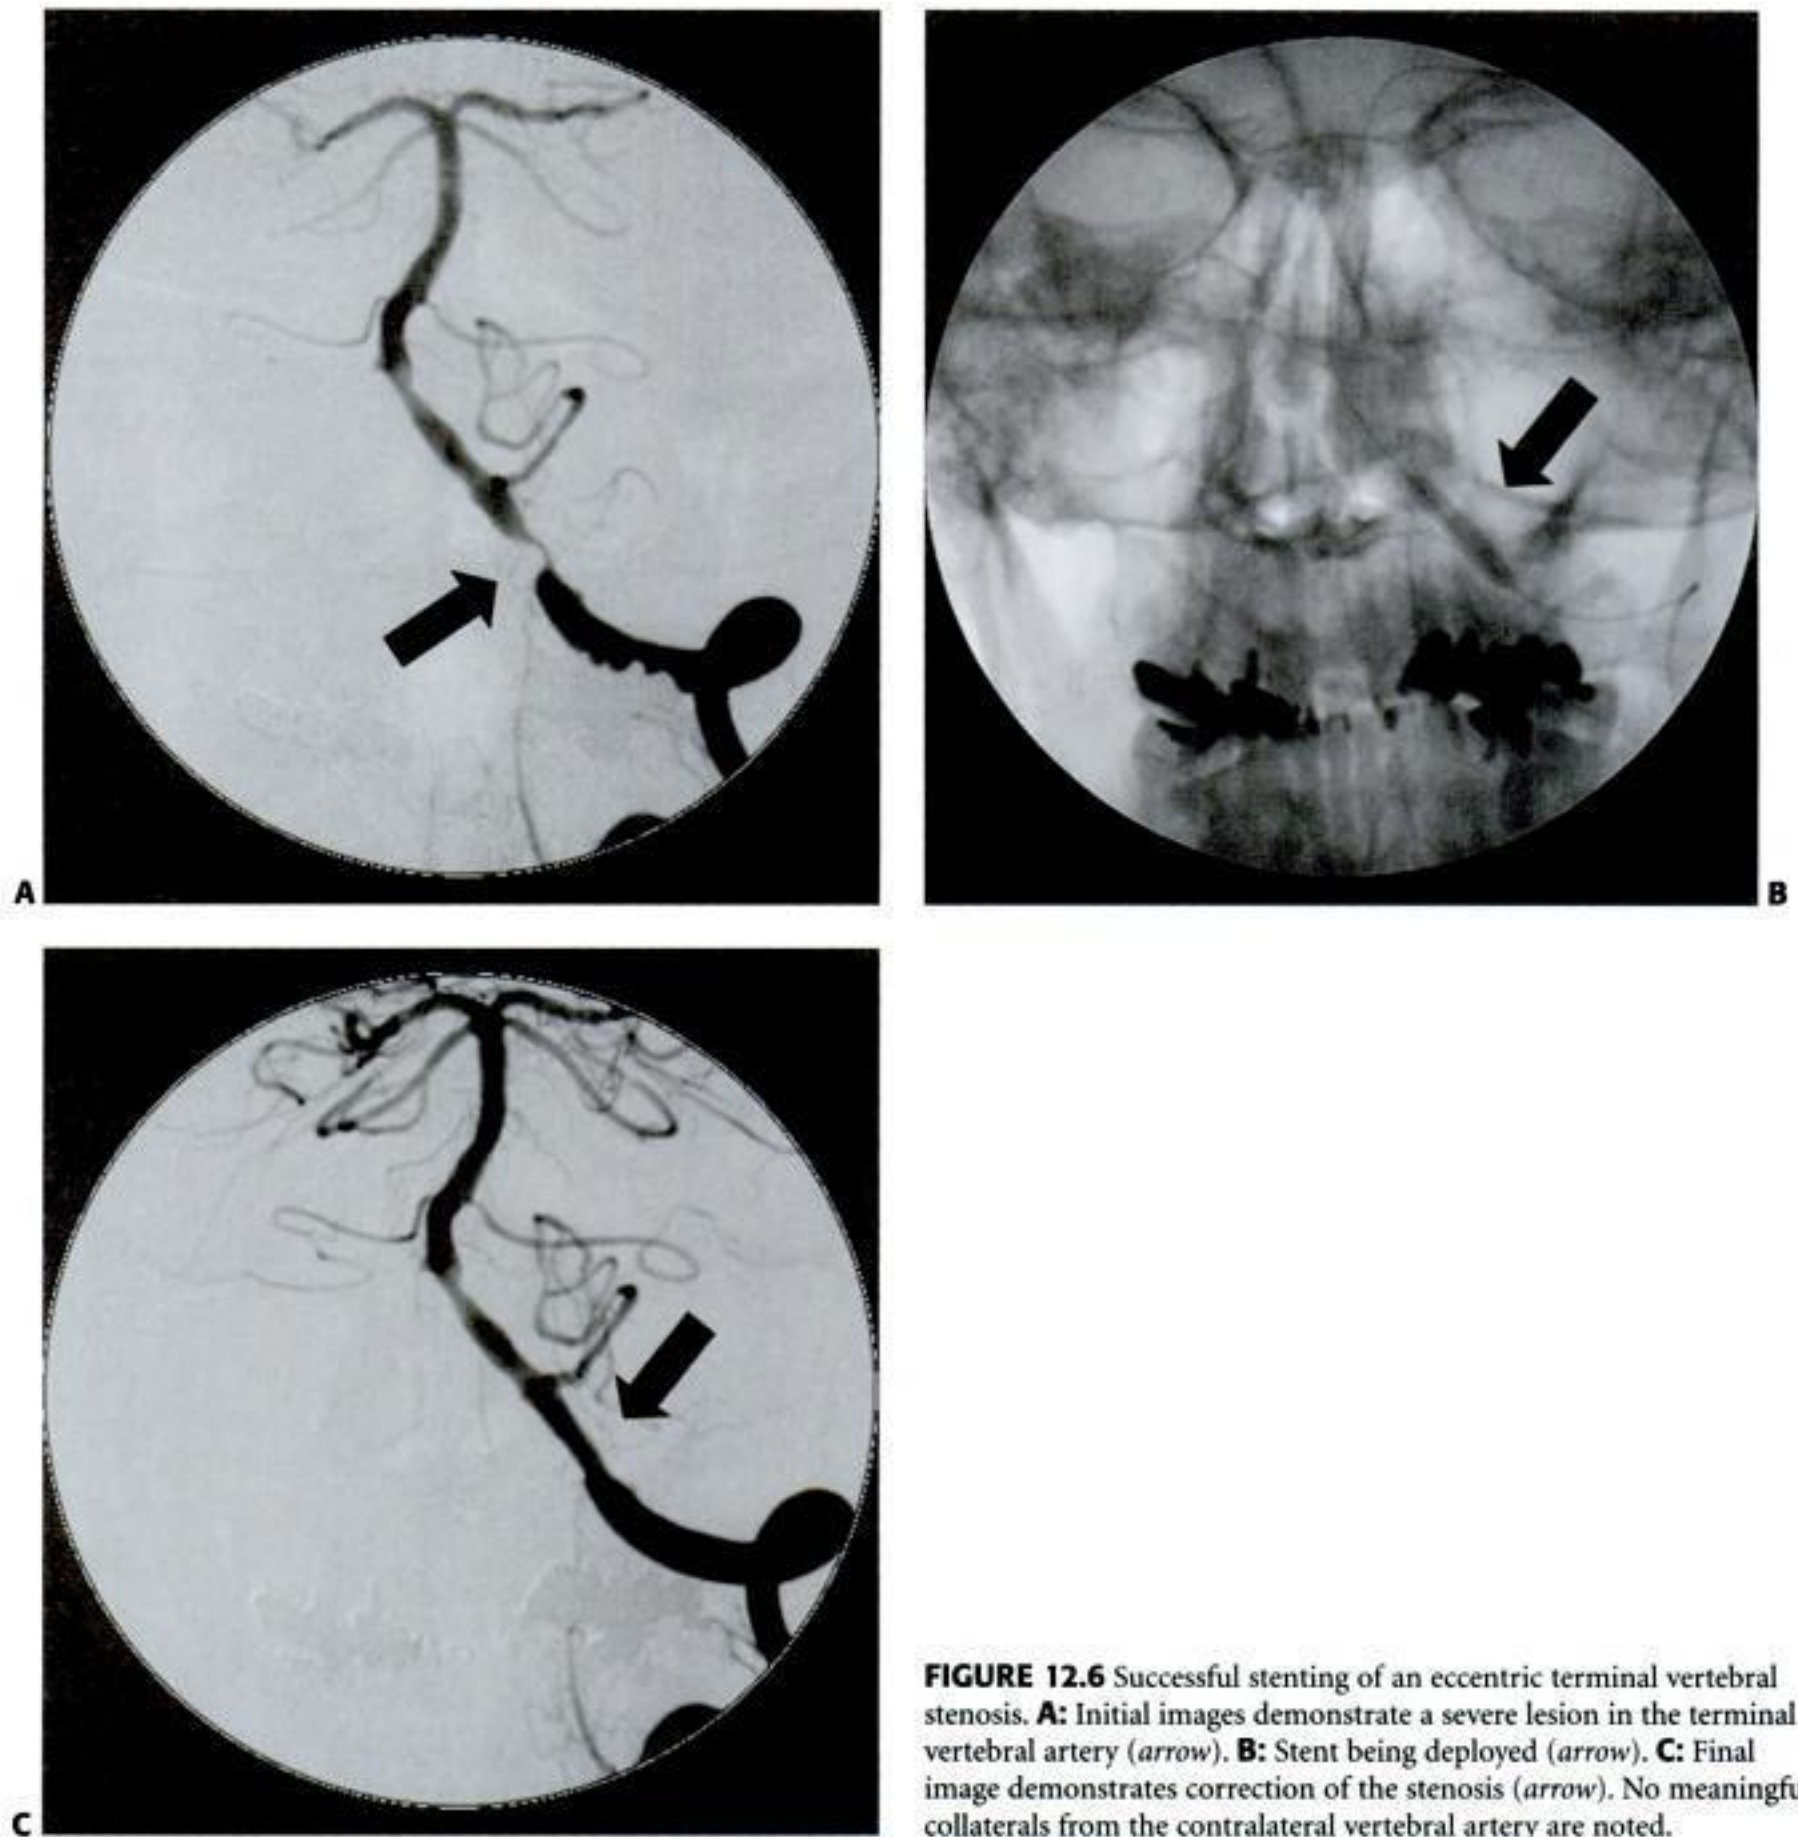 A
B
C
FIGURE 12.6 Successful stenting of an eccentric terminal vertebral
stenosis. A: Initial images demonstrate a severe lesion in the terminal
vertebral artery (arrow). B: Stent being deployed (arrow). C: Final
image demonstrates correction of the stenosis (arrow). No meaningfu
collaterals from the contralateral vertebral artery are noted.